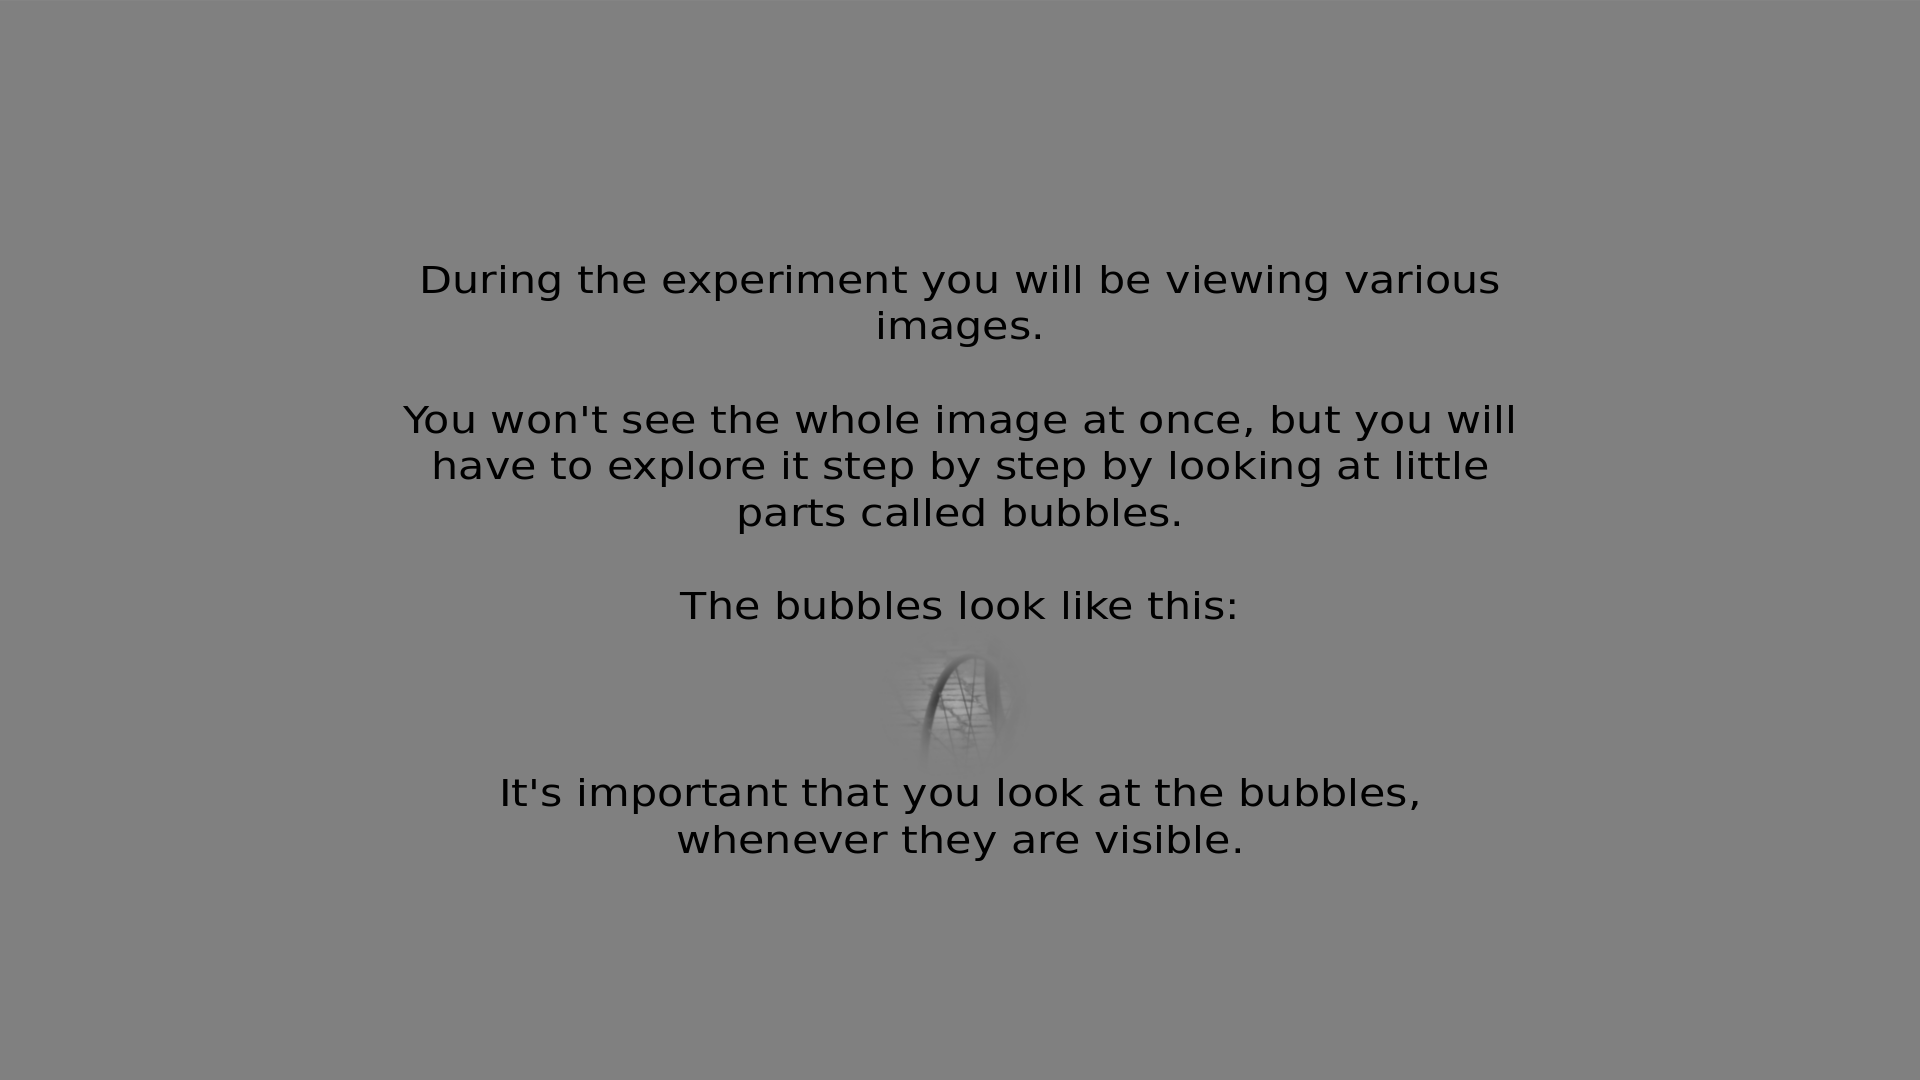 During the experiment you will be viewing various
images.
You won't see the whole image at once, but you will
have to explore it step by step by looking at little
parts called bubbles.
The bubbles look like this:
It's important that you look at the bubbles,
whenever they are visible.